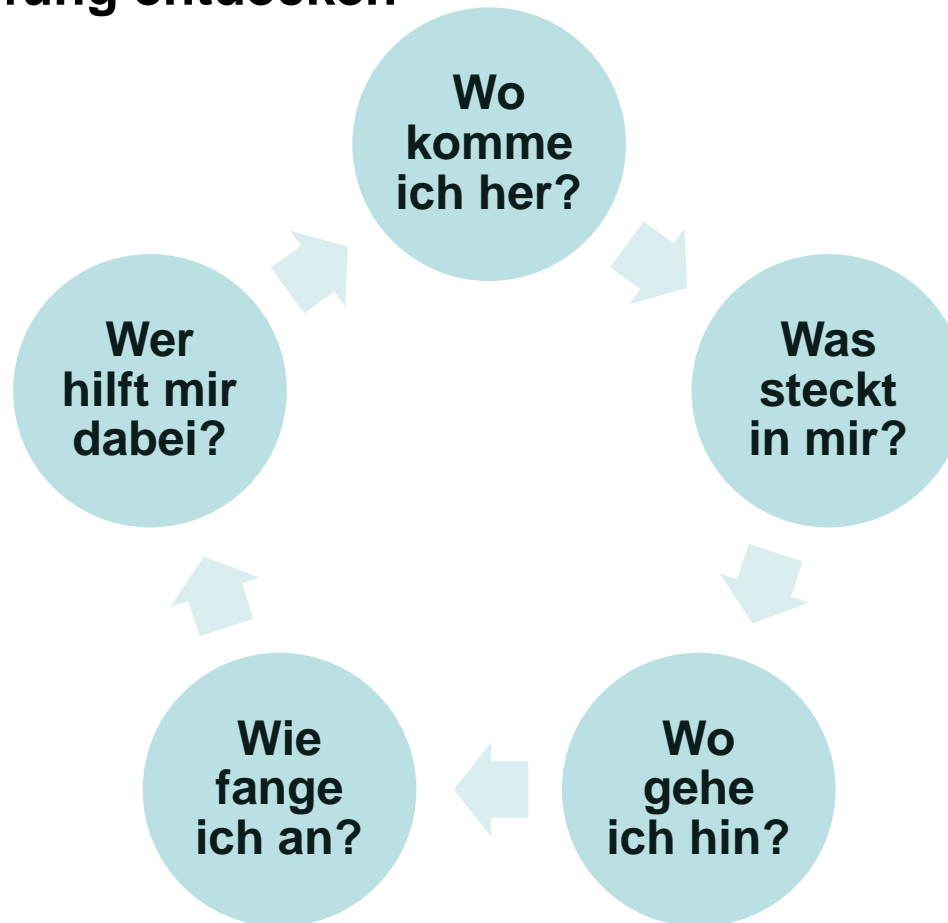 entdecken
Wo
komme
ich her?
Was
steckt
in mir?
Wo
gehe
ich hin?
Wie
fange
ich an?
Wer
hilft mir
dabei?